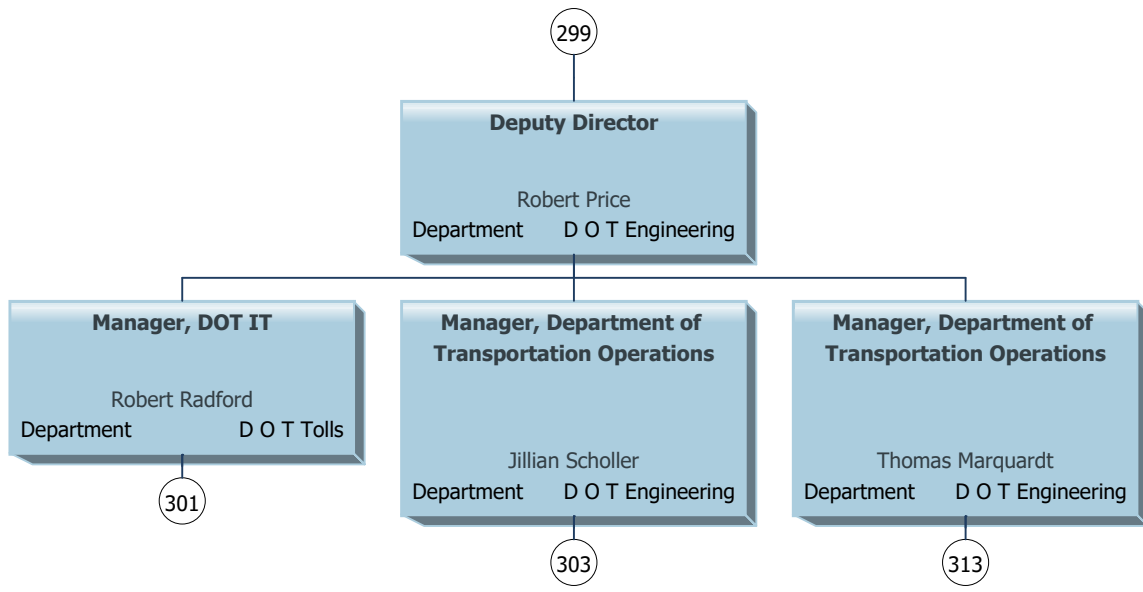 299
Deputy Director
Robert Price
Department D O T Engineering
Manager, DOT IT
Robert Radford
Department D O T Tolls
301
Manager, Department of
Transportation Operations
Jillian Scholler
Department D O T Engineering
303
Manager, Department of
Transportation Operations
Thomas Marquardt
Department D O T Engineering
313